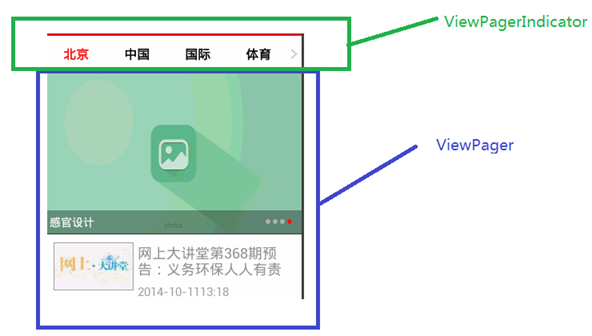 ViewPagerIndicator
北京 中国 国际 体育
ViewPager
感官设计
网上·大讲堂
网上大讲堂第368期预
告：义务环保人人有责
2014-10-1113:18